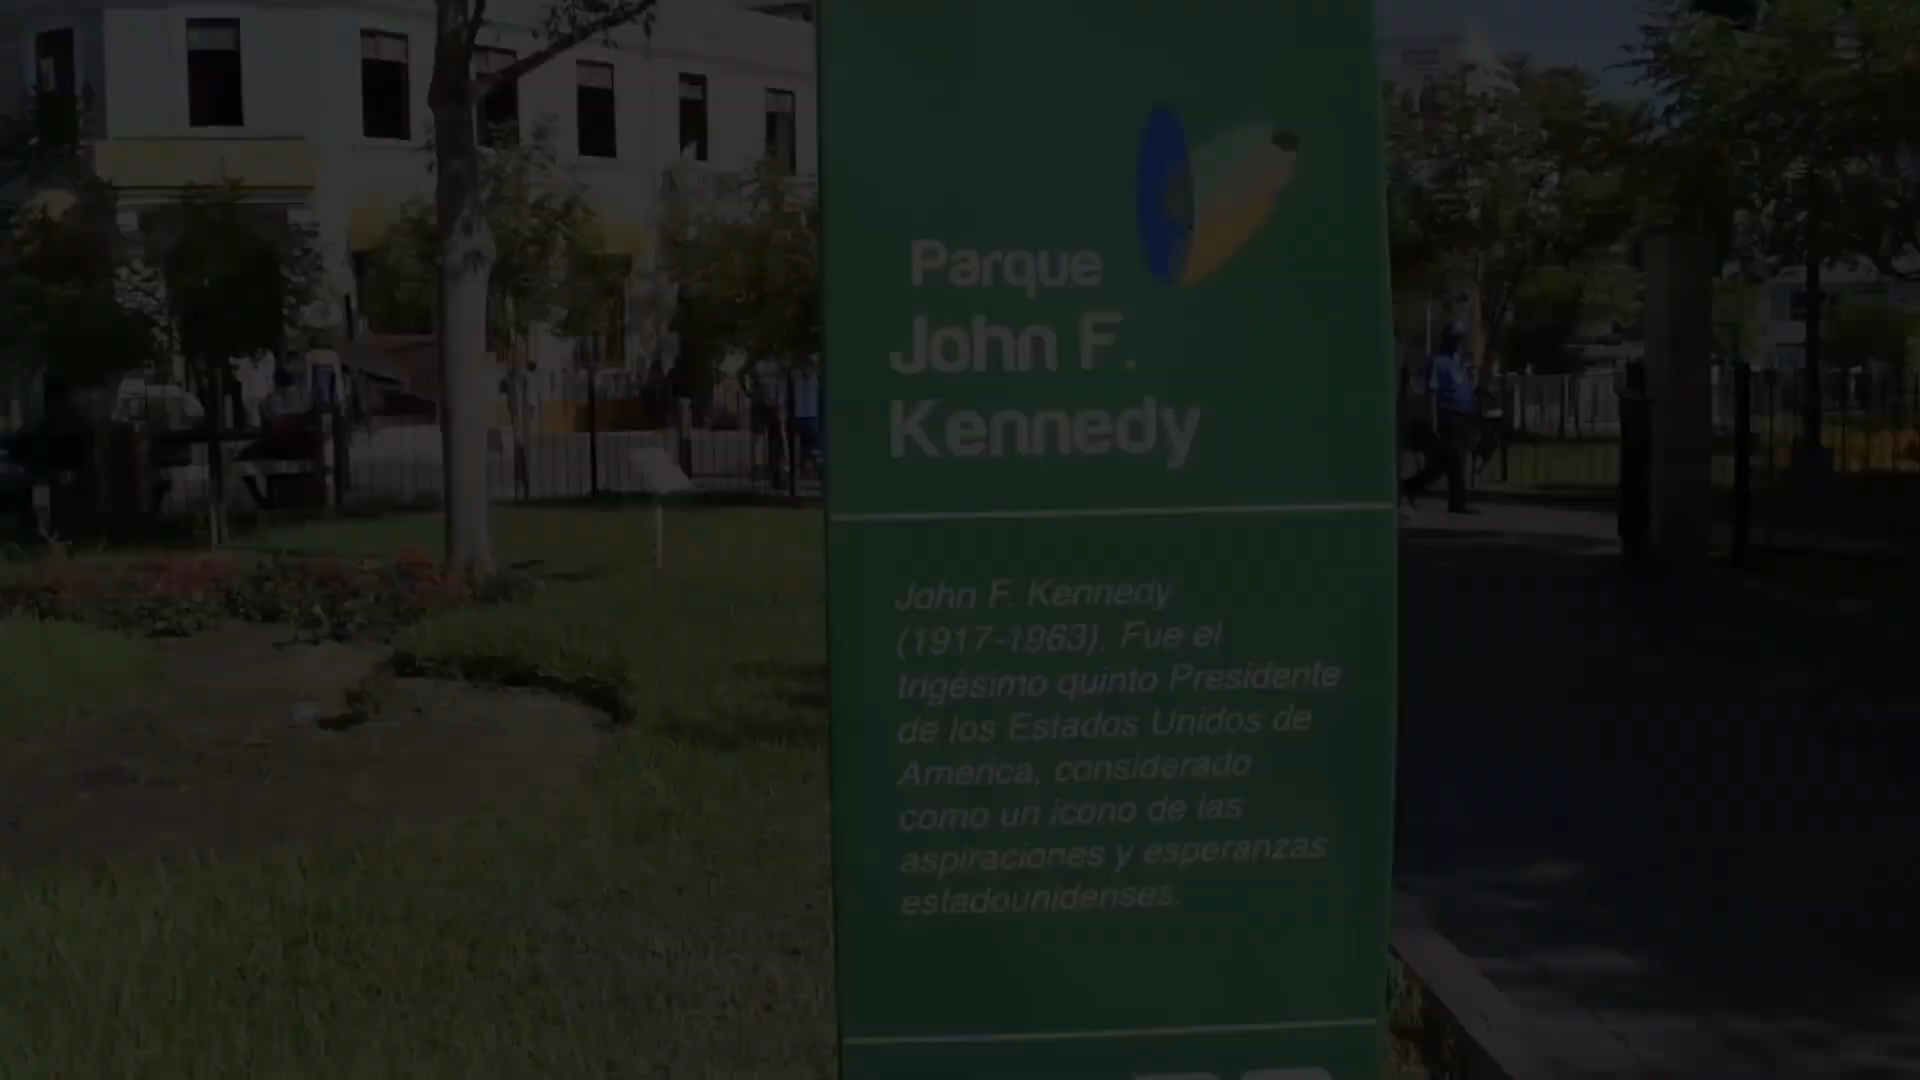 Parque
John F.
Kennedy
John F. Kennedy
(1917-1963). Fue el
trigésimo quinto Presidente
de los Estados Unidos de
América, considerado
como un ícono de las
aspiraciones y esperanzas
estadounidenses.